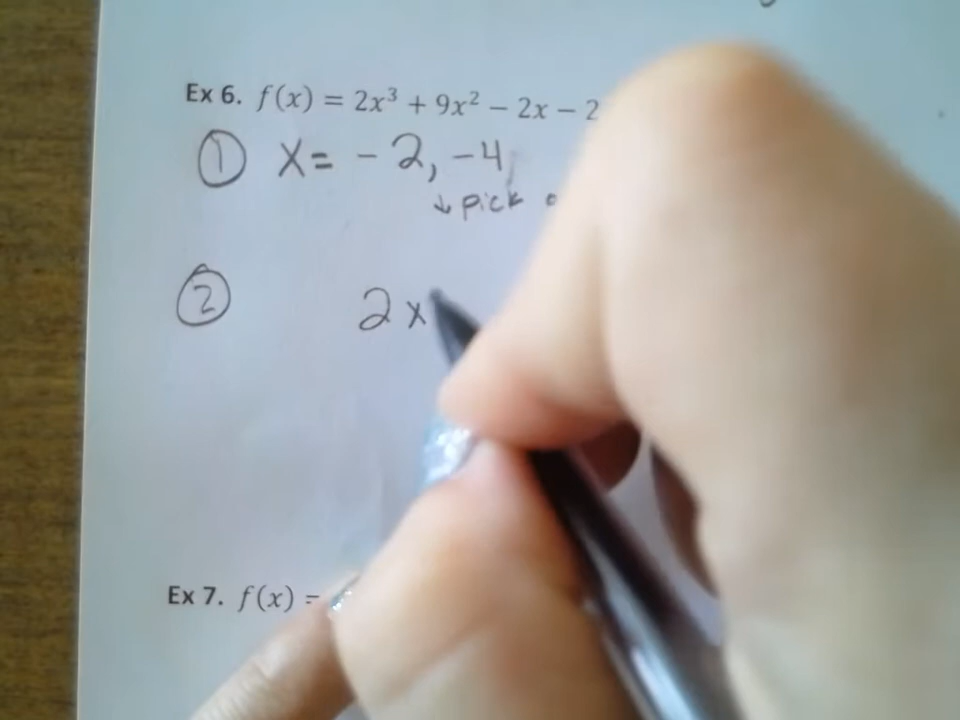 Ex 6. f(x) = 2x³ + 9x² − 2x − 2
① x = −2, −4
↓ pick
② 2x
Ex 7. f(x) =